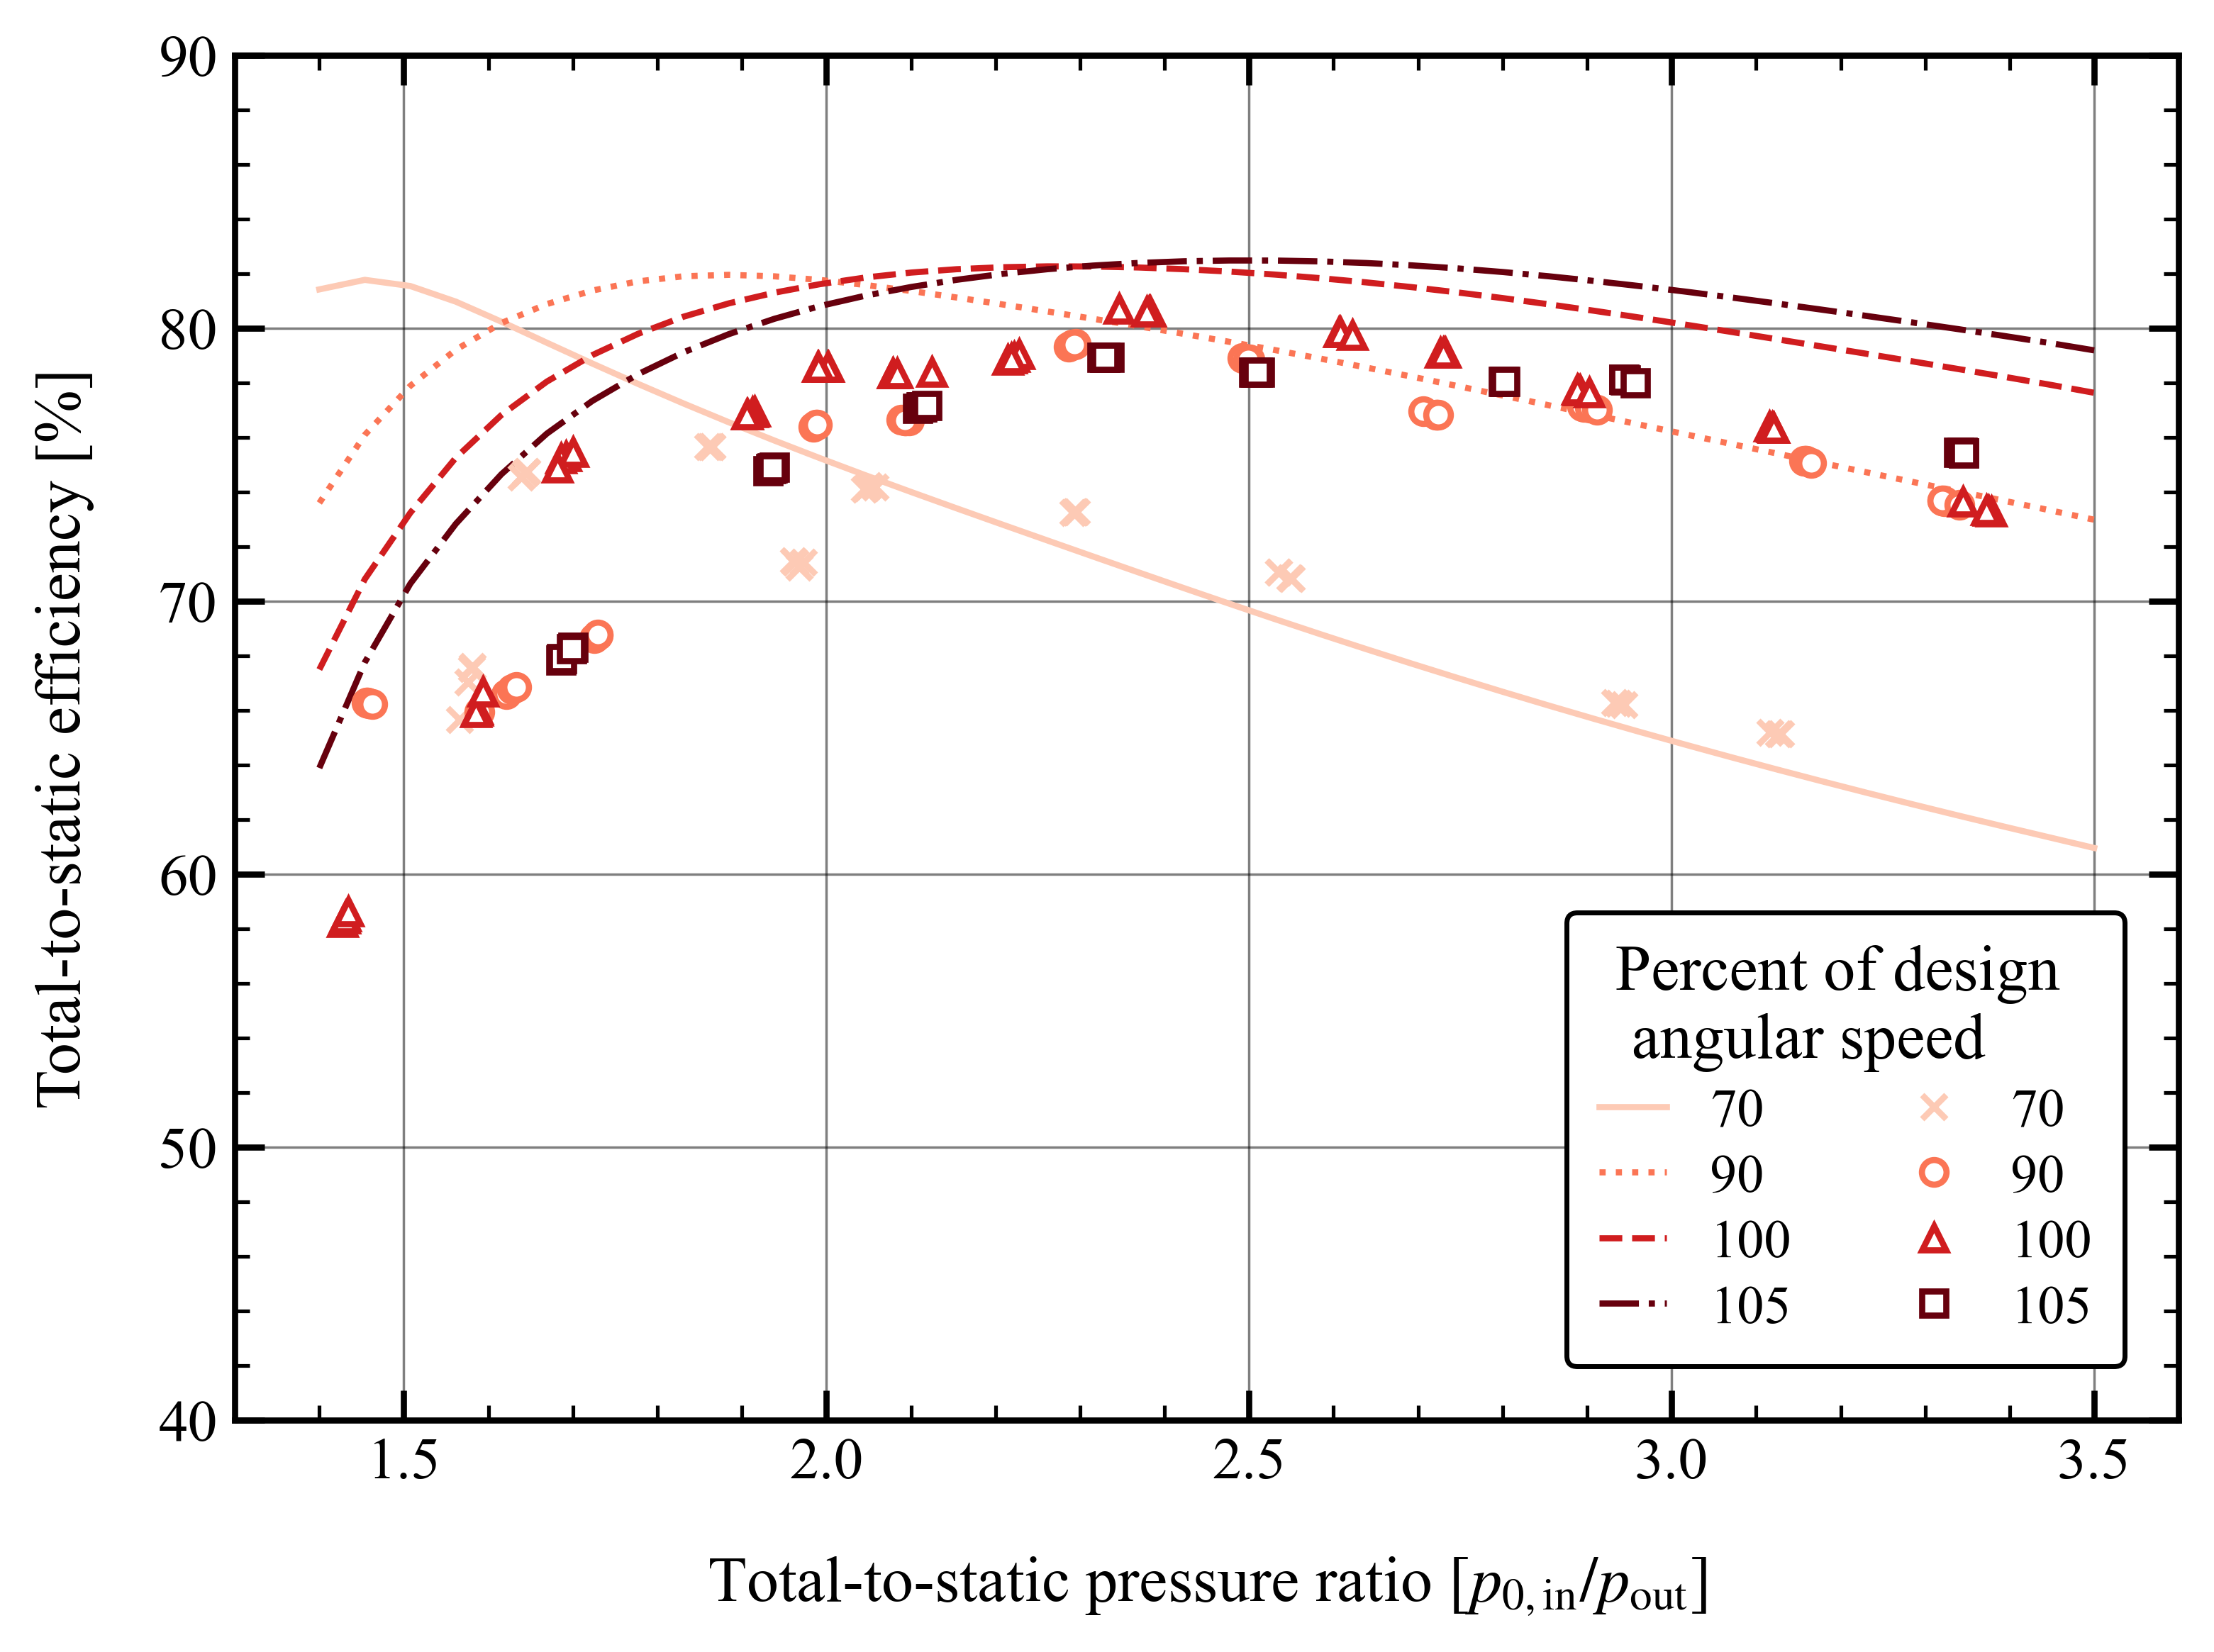 90
80
70
60
50
40
Total-to-static efficiency [%]
1.5 2.0 2.5 3.0 3.5
Total-to-static pressure ratio [p0, in/pout]
Percent of design
angular speed
70 70
90 90
100 100
105 105